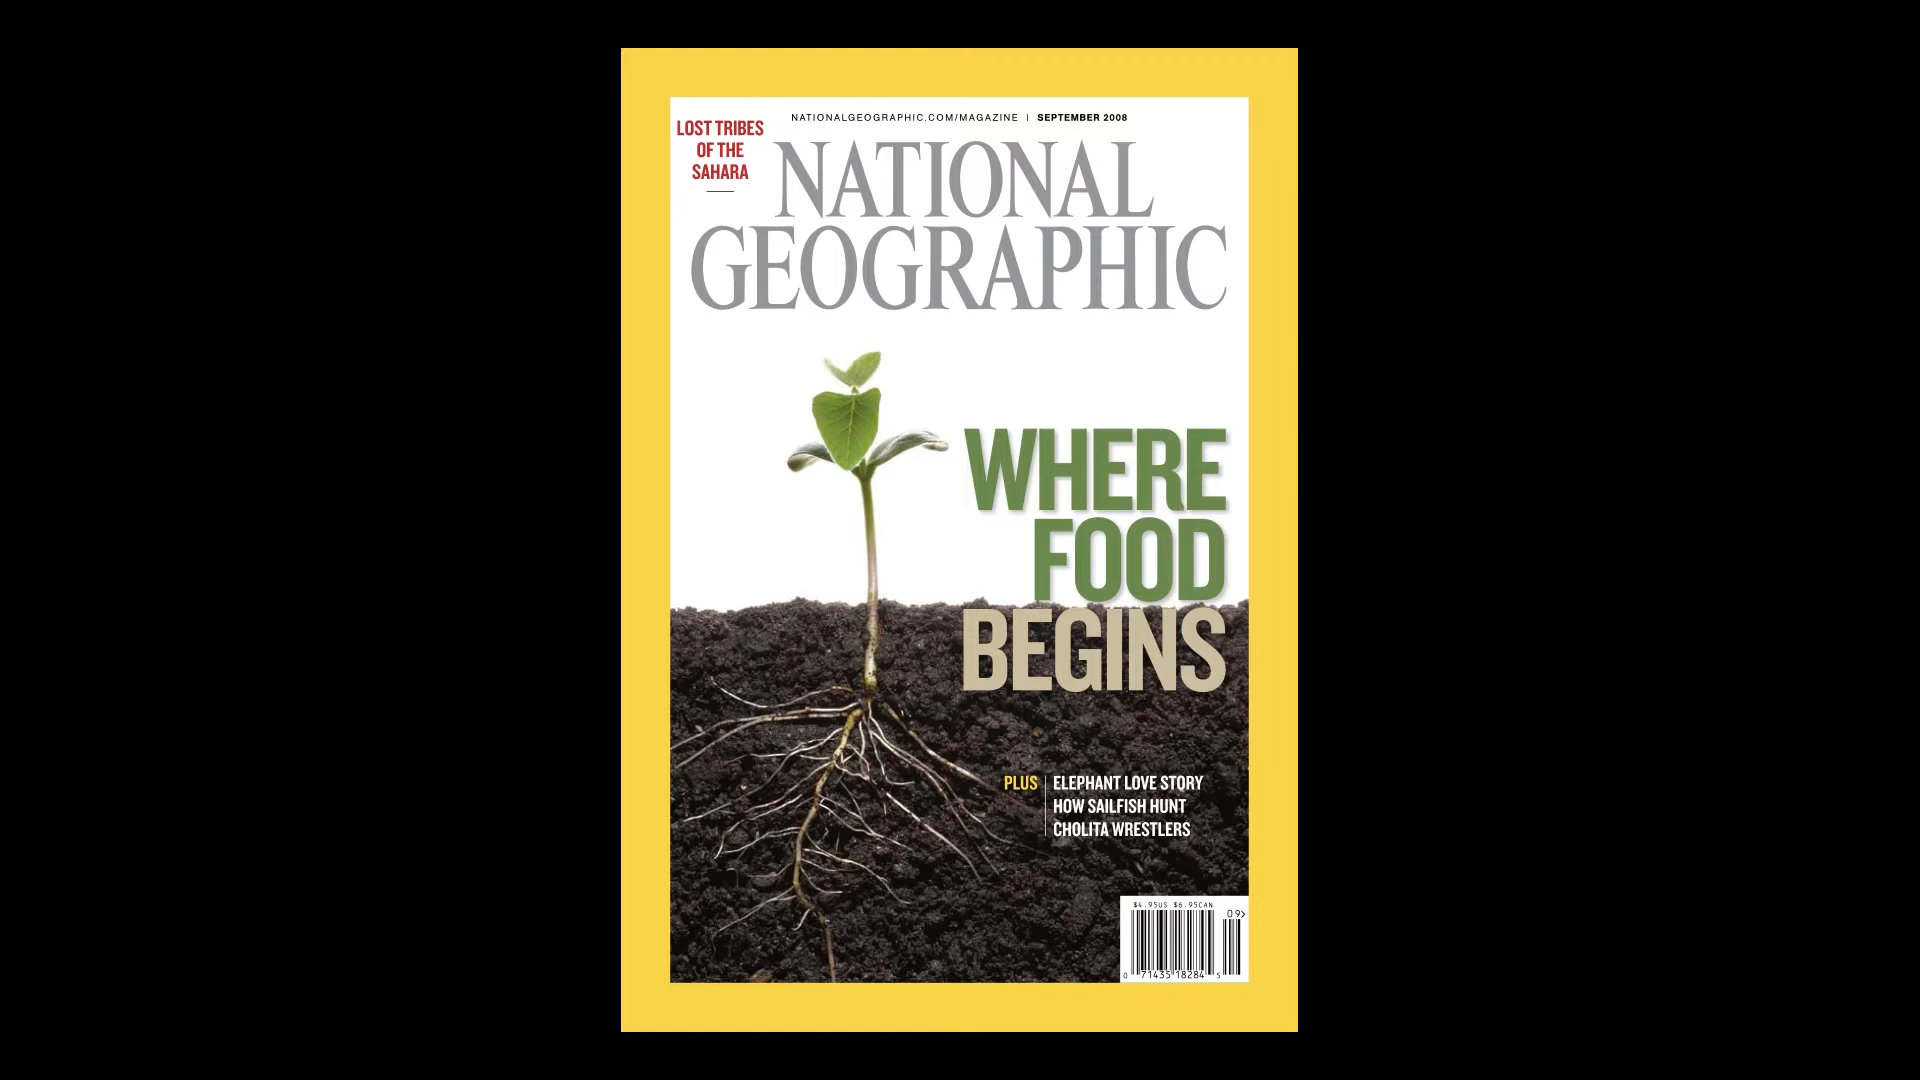 NATIONALGEOGRAPHIC.COM/MAGAZINE | SEPTEMBER 2008
LOST TRIBES
OF THE
SAHARA
NATIONAL
GEOGRAPHIC
WHERE
FOOD
BEGINS
PLUS
ELEPHANT LOVE STORY
HOW SAILFISH HUNT
CHOLITA WRESTLERS
$4.95US $6.95CAN
09>
0 71435 18284 5